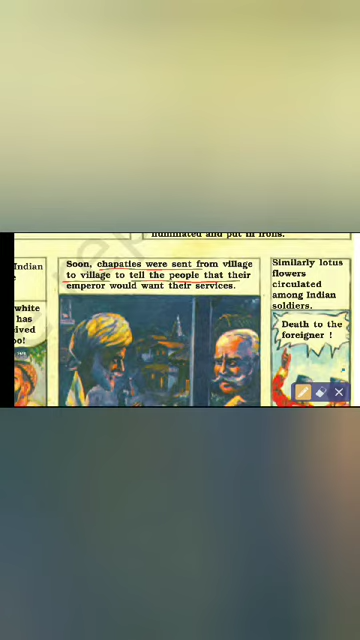 humiliated and put in irons.
Indian
white
has
Soon, chapaties were sent from village
to village to tell the people that their
emperor would want their services.
Similarly lotus
flowers
circulated
among Indian
soldiers.
Death to the
foreigner !